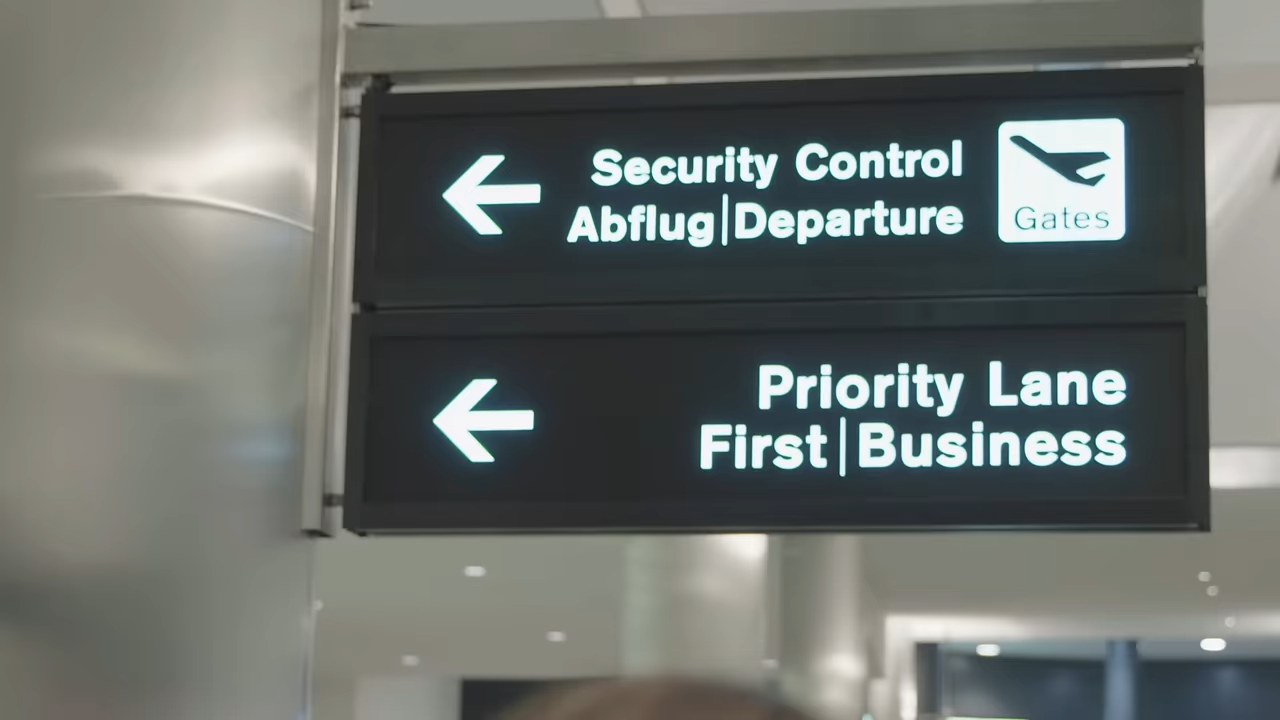 Security Control
Abflug|Departure
Gates
Priority Lane
First|Business